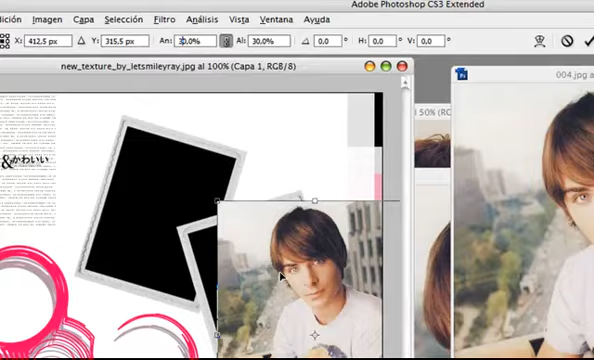 Adobe Photoshop CS3 Extended
dición Imagen Capa Selección Filtro Análisis Vista Ventana Ayuda
X: 412,5 px Y: 315,5 px An: 30,0% Al: 30,0% 0,0 ° H: 0,0 ° V: 0,0 °
new_texture_by_letsmileyray.jpg al 100% (Capa 1, RGB/8)
004.jpg a
l 50% (RG
&かわいい